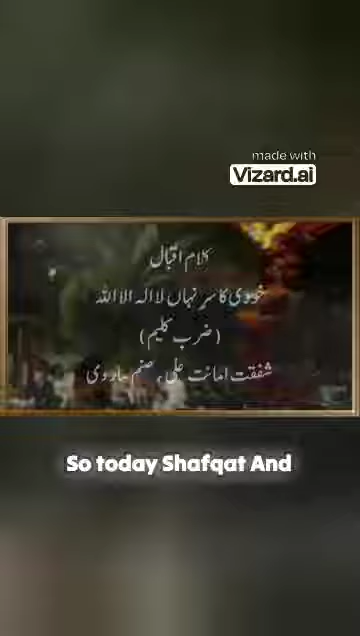 made with
Vizard.ai
کلام اقبال
خودی کا سر نہاں لا الہ الا اللہ
(ضرب کلیم)
شفقت امانت علی، صنم ماروی
So today Shafqat And